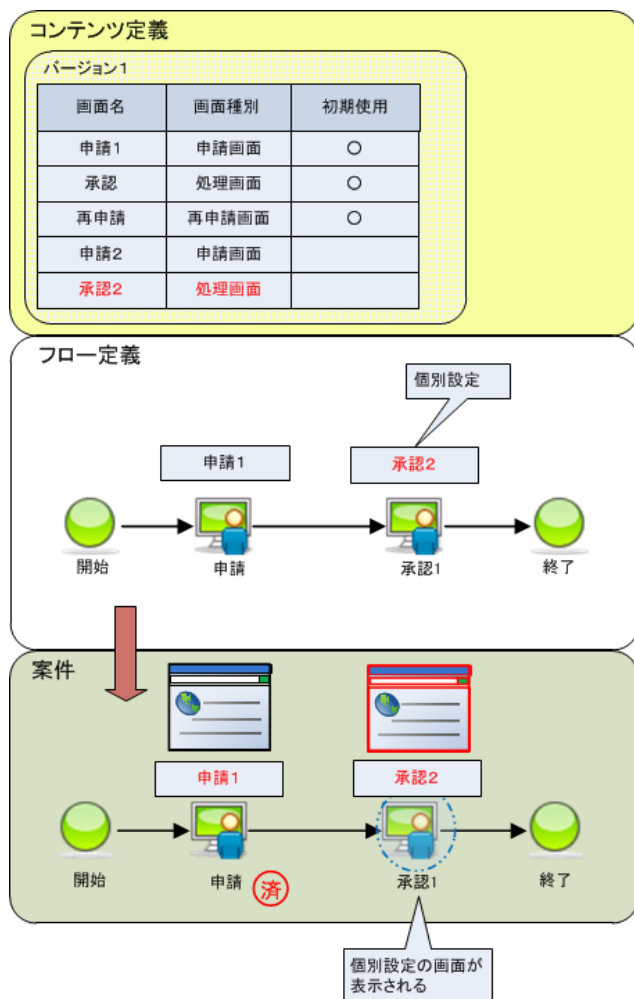 コンテンツ定義
バージョン1
画面名 画面種別 初期使用
申請1 申請画面 ○
承認 処理画面 ○
再申請 再申請画面 ○
申請2 申請画面
承認2 処理画面
フロー定義
個別設定
申請1 承認2
開始 申請 承認1 終了
案件
申請1 承認2
開始 申請 済 承認1 終了
個別設定の画面が
表示される